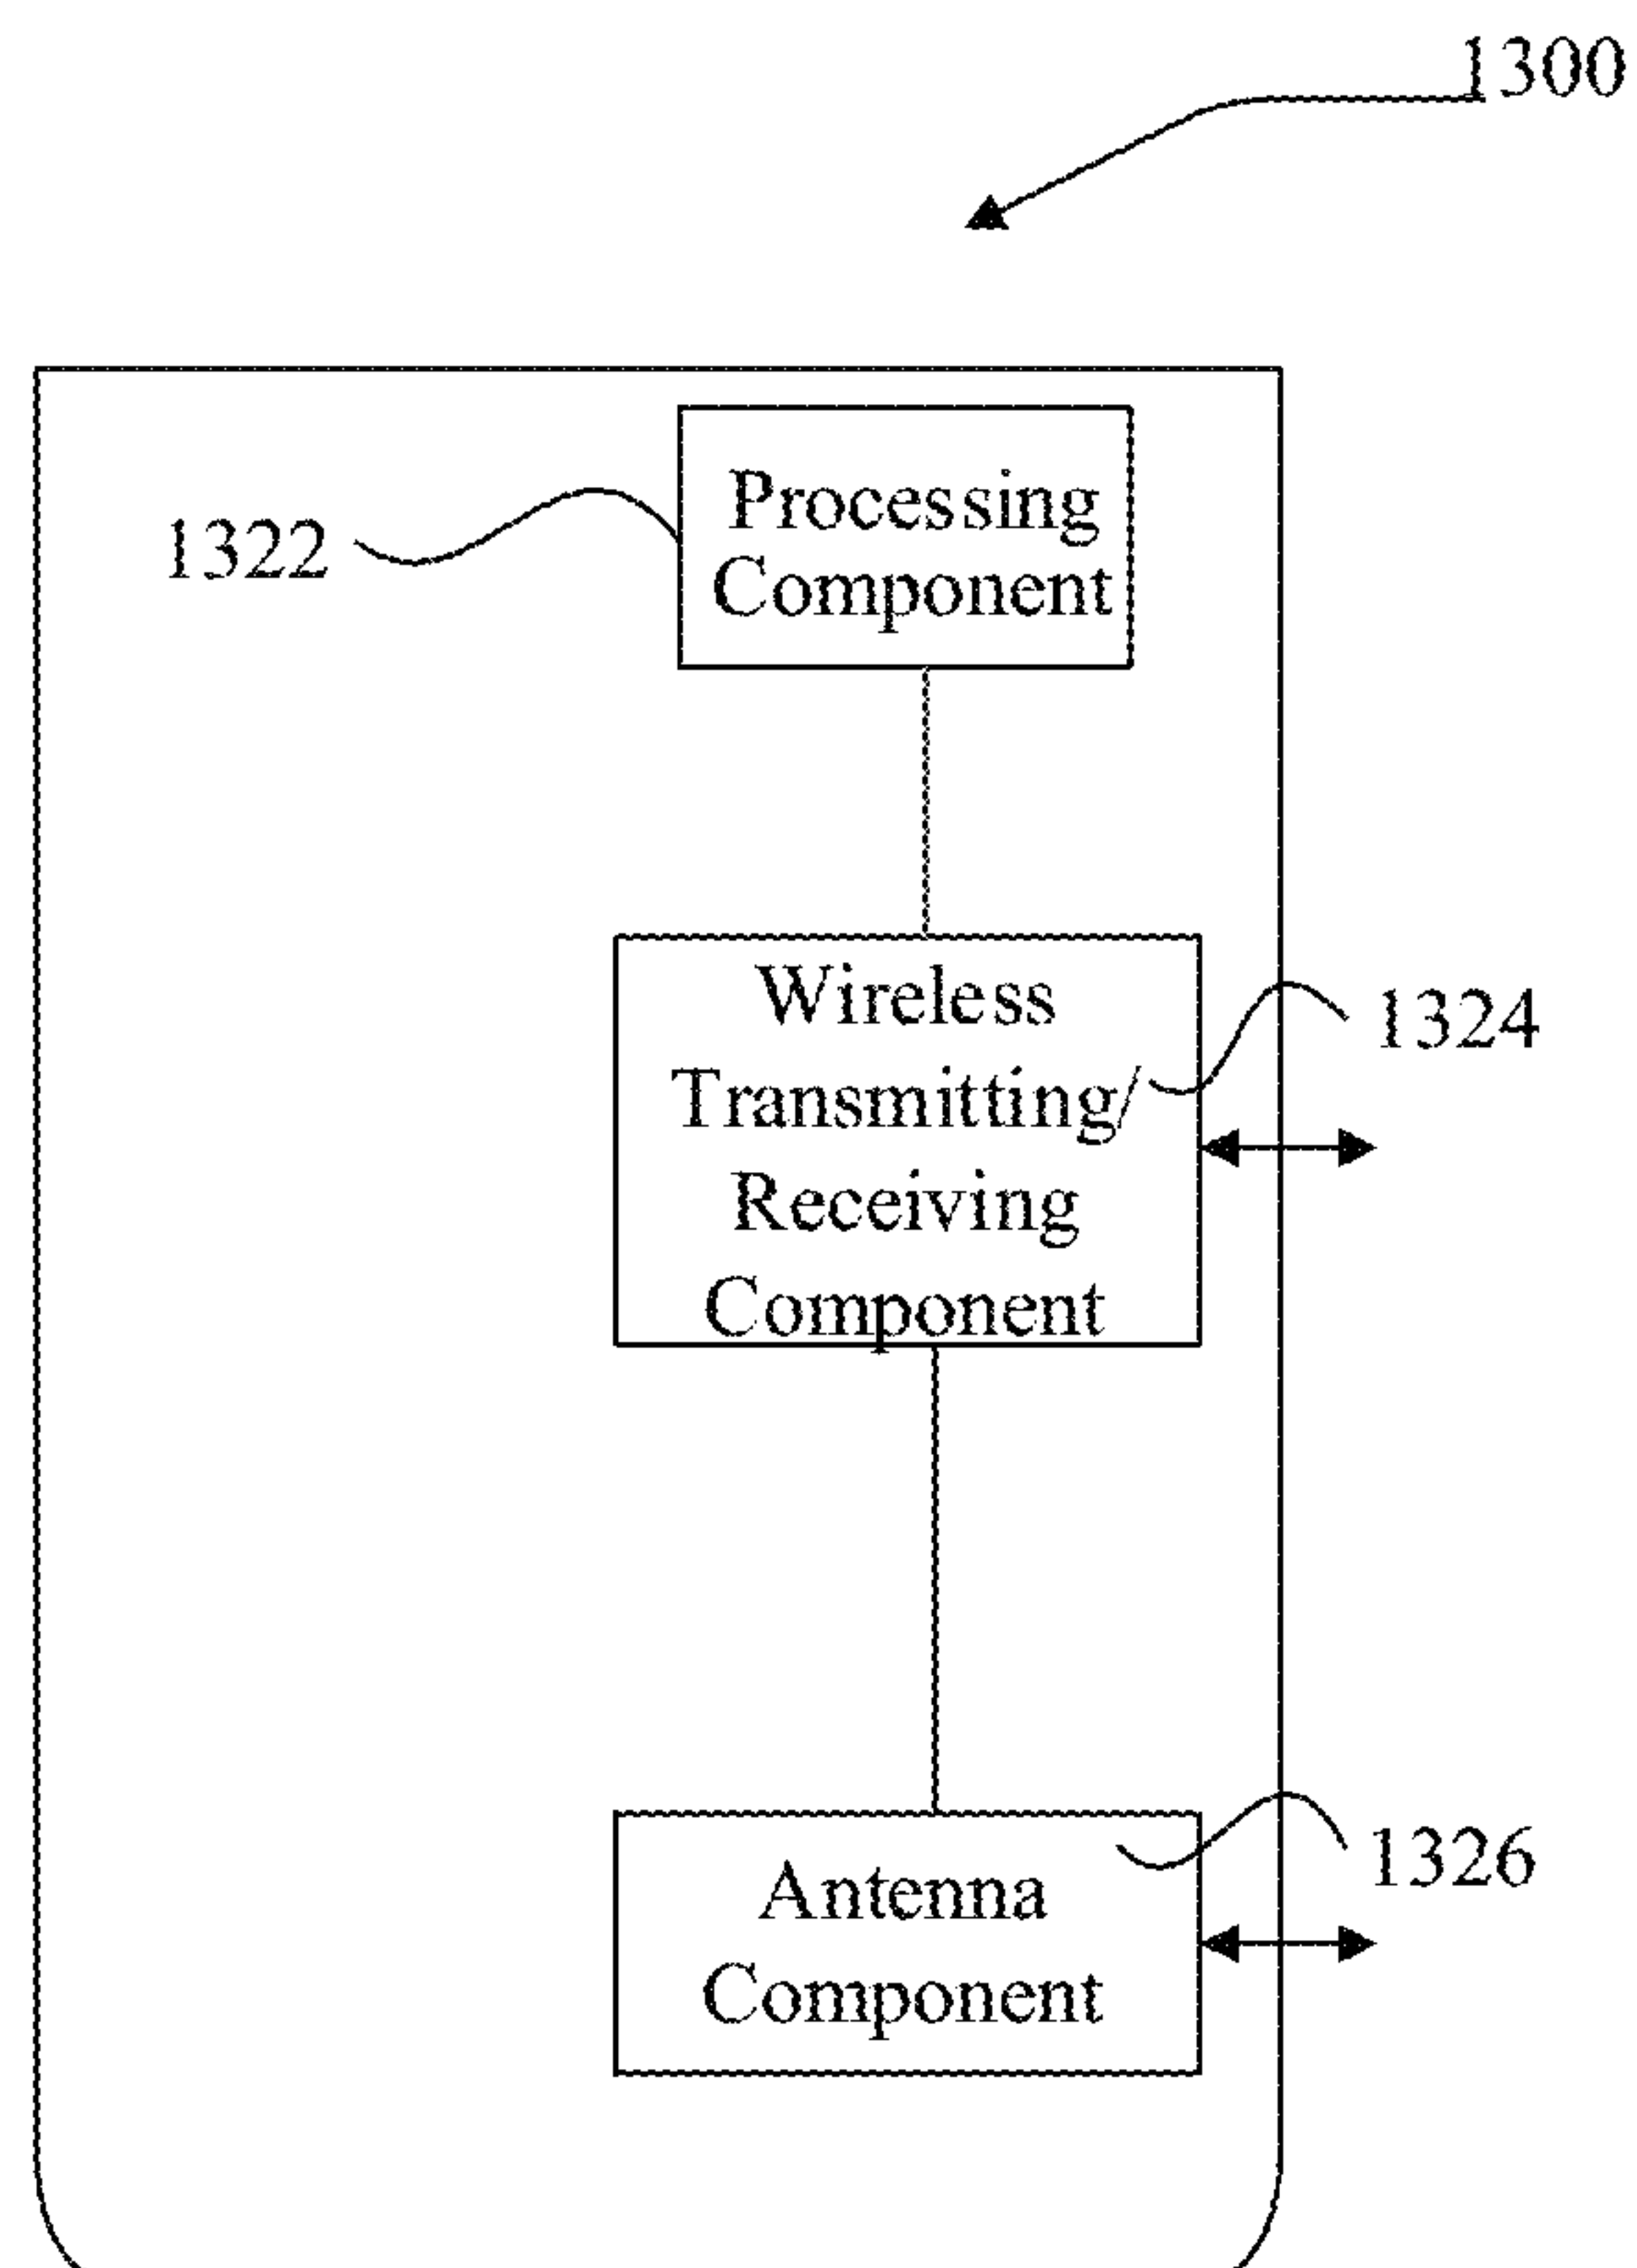 1300
Processing
1322
Component
Wireless
1324
Transmitting/
Receiving
Component
1326
Antenna
Component